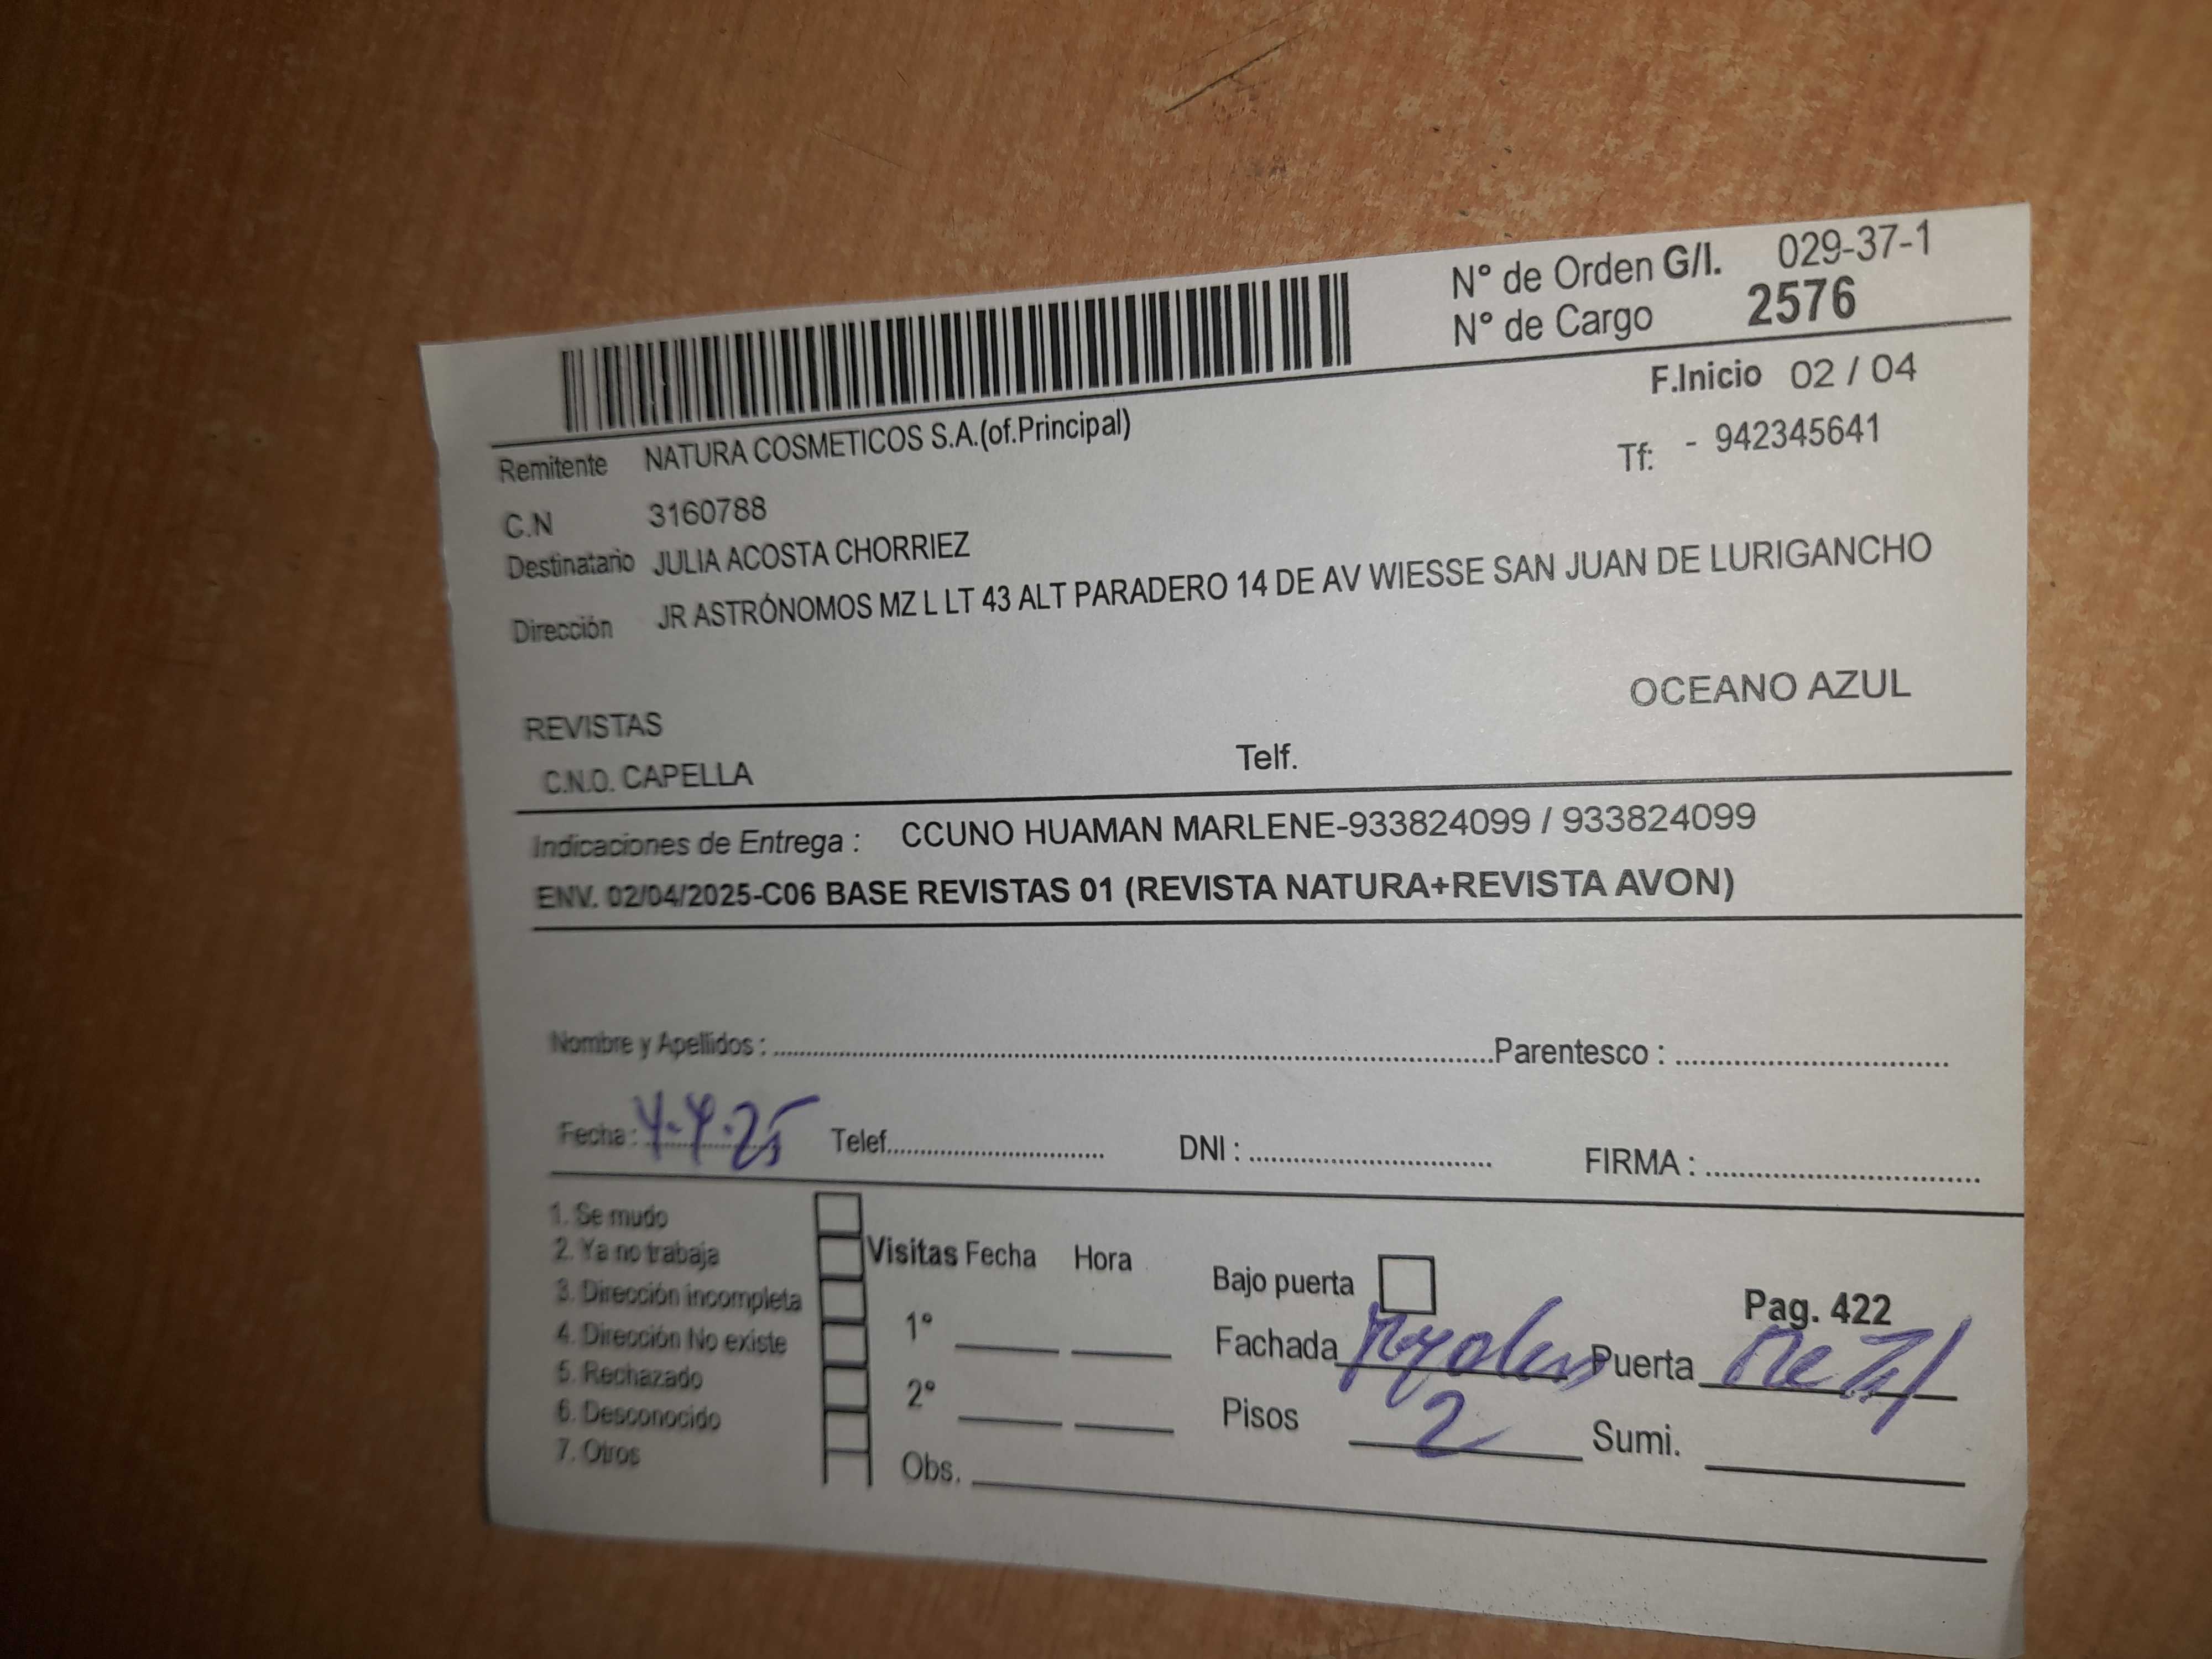 N° de Orden G/I. 029-37-1
N° de Cargo 2576
F.Inicio 02 / 04
Remitente NATURA COSMETICOS S.A.(of.Principal)
Tf: - 942345641
C.N 3160788
Destinatario JULIA ACOSTA CHORRIEZ
Dirección JR ASTRÓNOMOS MZ L LT 43 ALT PARADERO 14 DE AV WIESSE SAN JUAN DE LURIGANCHO
OCEANO AZUL
REVISTAS
C.N.O. CAPELLA Telf.
Indicaciones de Entrega : CCUNO HUAMAN MARLENE-933824099 / 933824099
ENV. 02/04/2025-C06 BASE REVISTAS 01 (REVISTA NATURA+REVISTA AVON)
Nombre y Apellidos : Parentesco :
Fecha : 4.4.25 Telef. DNI : FIRMA :
1. Se mudo
2. Ya no trabaja
3. Dirección incompleta
4. Dirección No existe
5. Rechazado
6. Desconocido
7. Otros
Visitas Fecha Hora
1°
2°
Obs.
Bajo puerta
Pag. 422
Fachada Puerta
Pisos 2 Sumi.